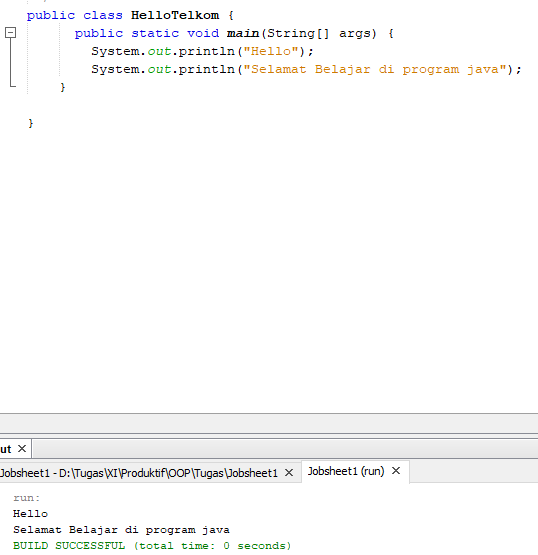 public class HelloTelkom {
public static void main(String[] args) {
System.out.println("Hello");
System.out.println("Selamat Belajar di program java");
}
}
ut ×
Jobsheet1 - D:\Tugas\XI\Produktif\OOP\Tugas\Jobsheet1 × Jobsheet1 (run) ×
run:
Hello
Selamat Belajar di program java
BUILD SUCCESSFUL (total time: 0 seconds)